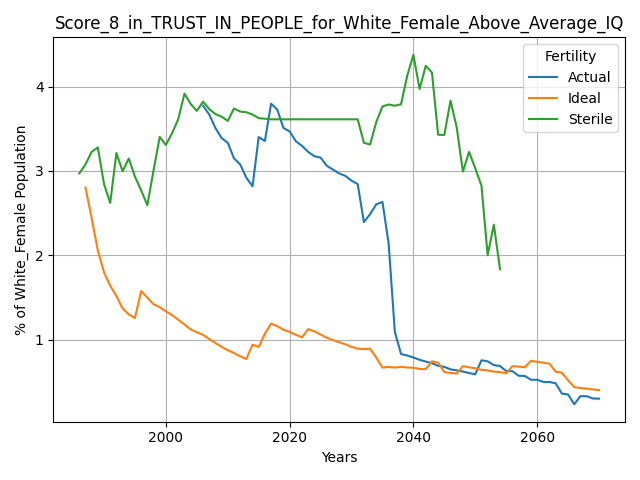 Score_8_in_TRUST_IN_PEOPLE_for_White_Female_Above_Average_IQ
Fertility
Actual
Ideal
Sterile
% of White_Female Population
4
3
2
1
2000 2020 2040 2060
Years